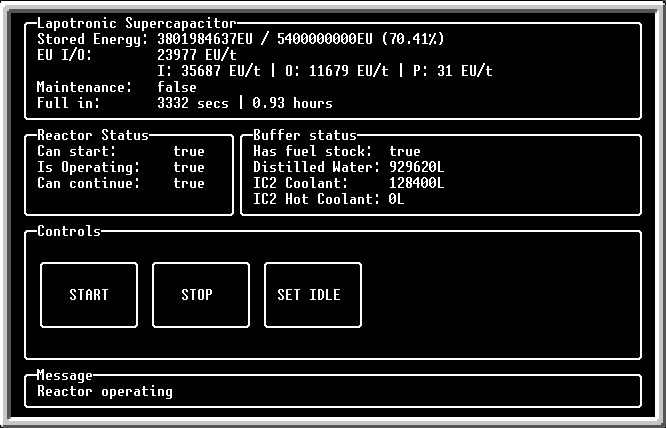 Lapotronic Supercapacitor
Stored Energy: 3801984637EU / 5400000000EU (70.41%)
EU I/O: 23977 EU/t
I: 35687 EU/t | O: 11679 EU/t | P: 31 EU/t
Maintenance: false
Full in: 3332 secs | 0.93 hours
Reactor Status
Can start: true
Is Operating: true
Can continue: true
Buffer status
Has fuel stock: true
Distilled Water: 929620L
IC2 Coolant: 128400L
IC2 Hot Coolant: 0L
Controls
START
STOP
SET IDLE
Message
Reactor operating